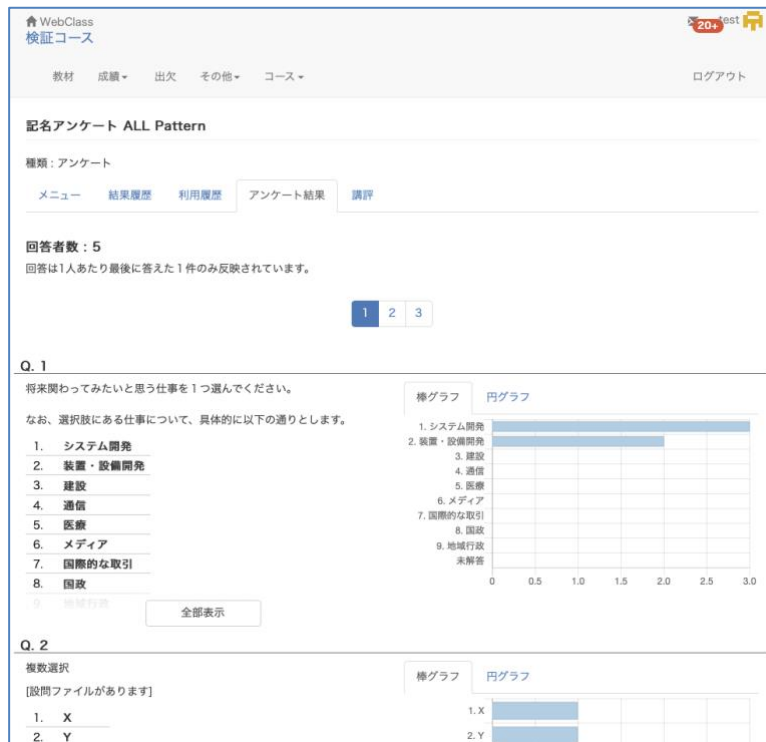 WebClass
20+
test
検証コース
教材 成績 出欠 その他 コース ログアウト
記名アンケート ALL Pattern
種類：アンケート
メニュー 結果履歴 利用履歴 アンケート結果 講評
回答者数：5
回答は1人あたり最後に答えた1件のみ反映されています。
1 2 3
Q. 1
将来関わってみたいと思う仕事を1つ選んでください。
なお、選択肢にある仕事について、具体的に以下の通りとします。
1. システム開発
2. 装置・設備開発
3. 建設
4. 通信
5. 医療
6. メディア
7. 国際的な取引
8. 国政
9. 地域行政
全部表示
棒グラフ 円グラフ
1. システム開発
2. 装置・設備開発
3. 建設
4. 通信
5. 医療
6. メディア
7. 国際的な取引
8. 国政
9. 地域行政
未解答
0 0.5 1.0 1.5 2.0 2.5 3.0
Q. 2
複数選択
[設問ファイルがあります]
1. X
2. Y
棒グラフ 円グラフ
1. X
2. Y